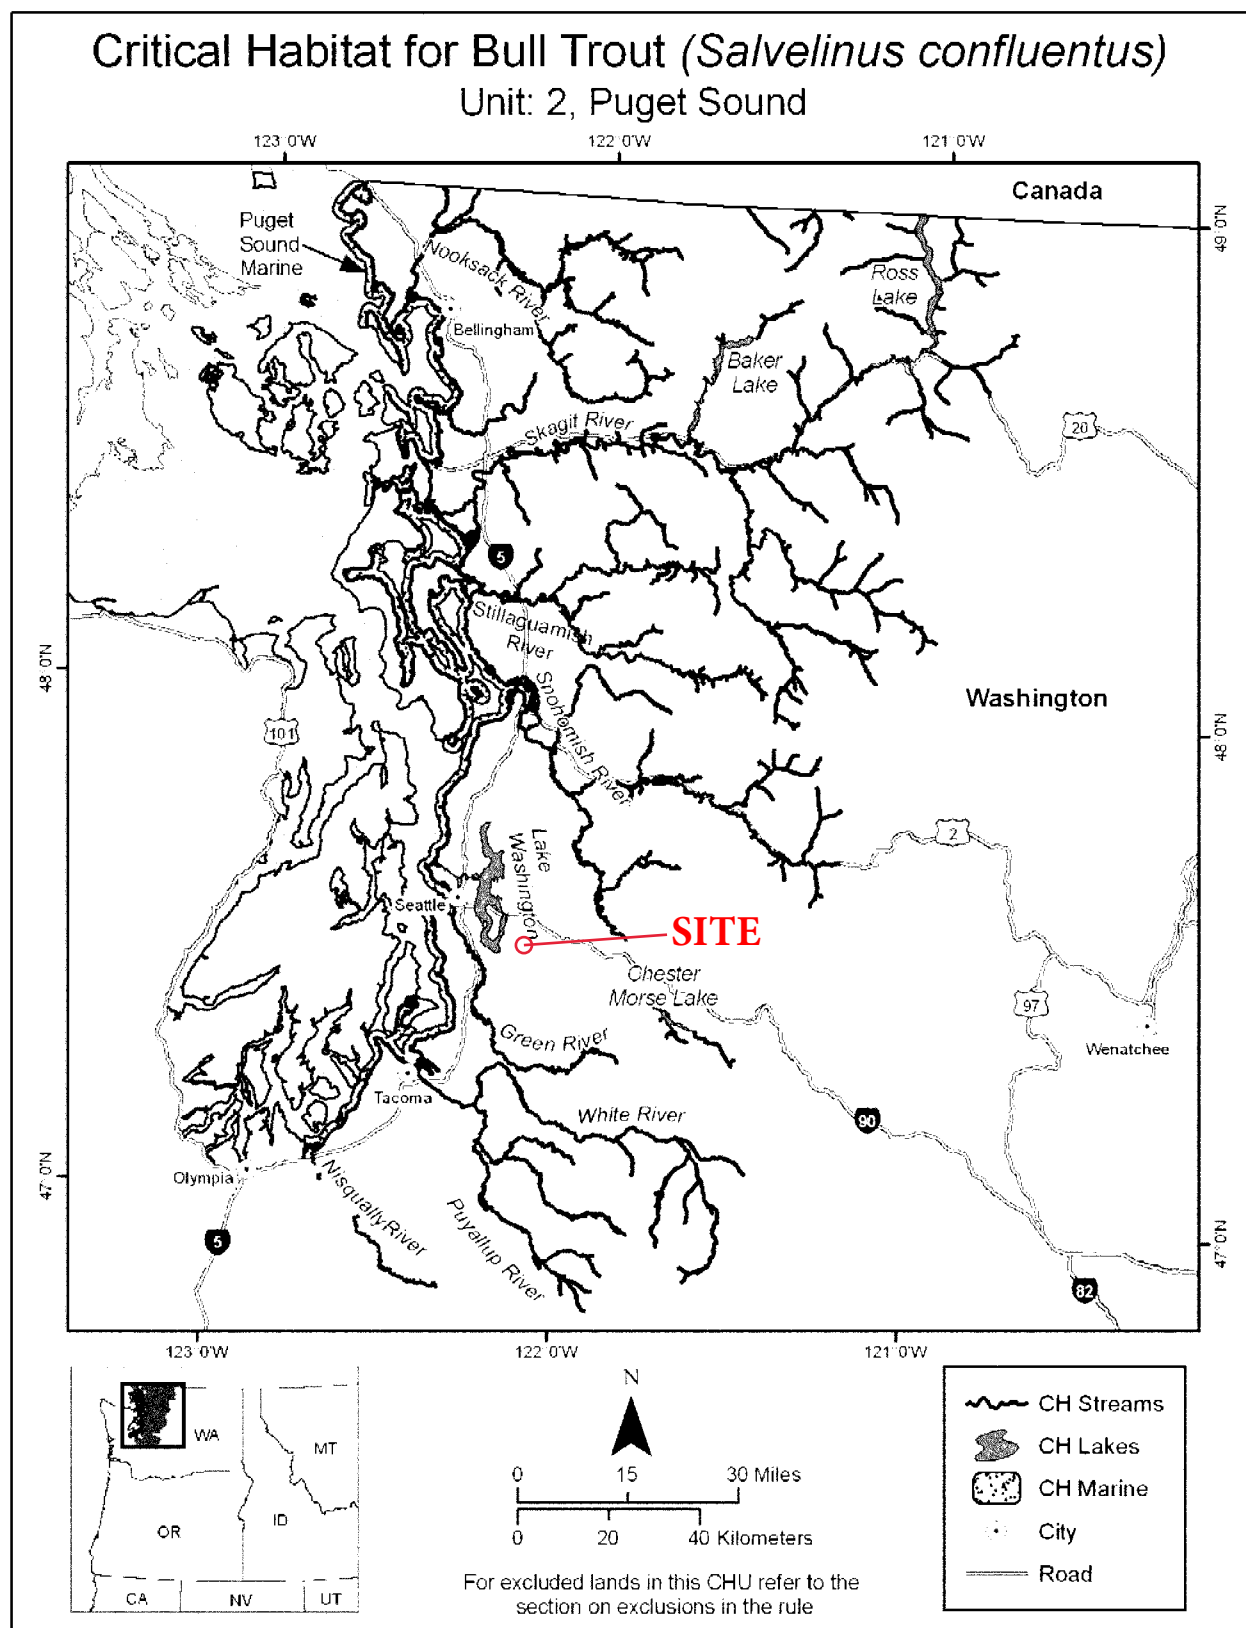 Critical Habitat for Bull Trout (Salvelinus confluentus)
Unit: 2, Puget Sound
123°0'W
122°0'W
121°0'W
Canada
49°0'N
Puget
Sound
Marine
Nooksack River
Ross
Lake
Bellingham
Baker
Lake
Skagit River
20
5
Stillaguamish
River
48°0'N
Snohomish River
Washington
101
48°0'N
2
Lake
Washington
Seattle
SITE
Chester
Morse Lake
97
Green River
Wenatchee
Tacoma
White River
90
47°0'N
Olympia
Nisqually River
Puyallup River
5
47°0'N
82
123°0'W
122°0'W
121°0'W
WA
MT
OR
ID
CA
NV
UT
N
0
15
30 Miles
0
20
40 Kilometers
For excluded lands in this CHU refer to the
section on exclusions in the rule
CH Streams
CH Lakes
CH Marine
City
Road